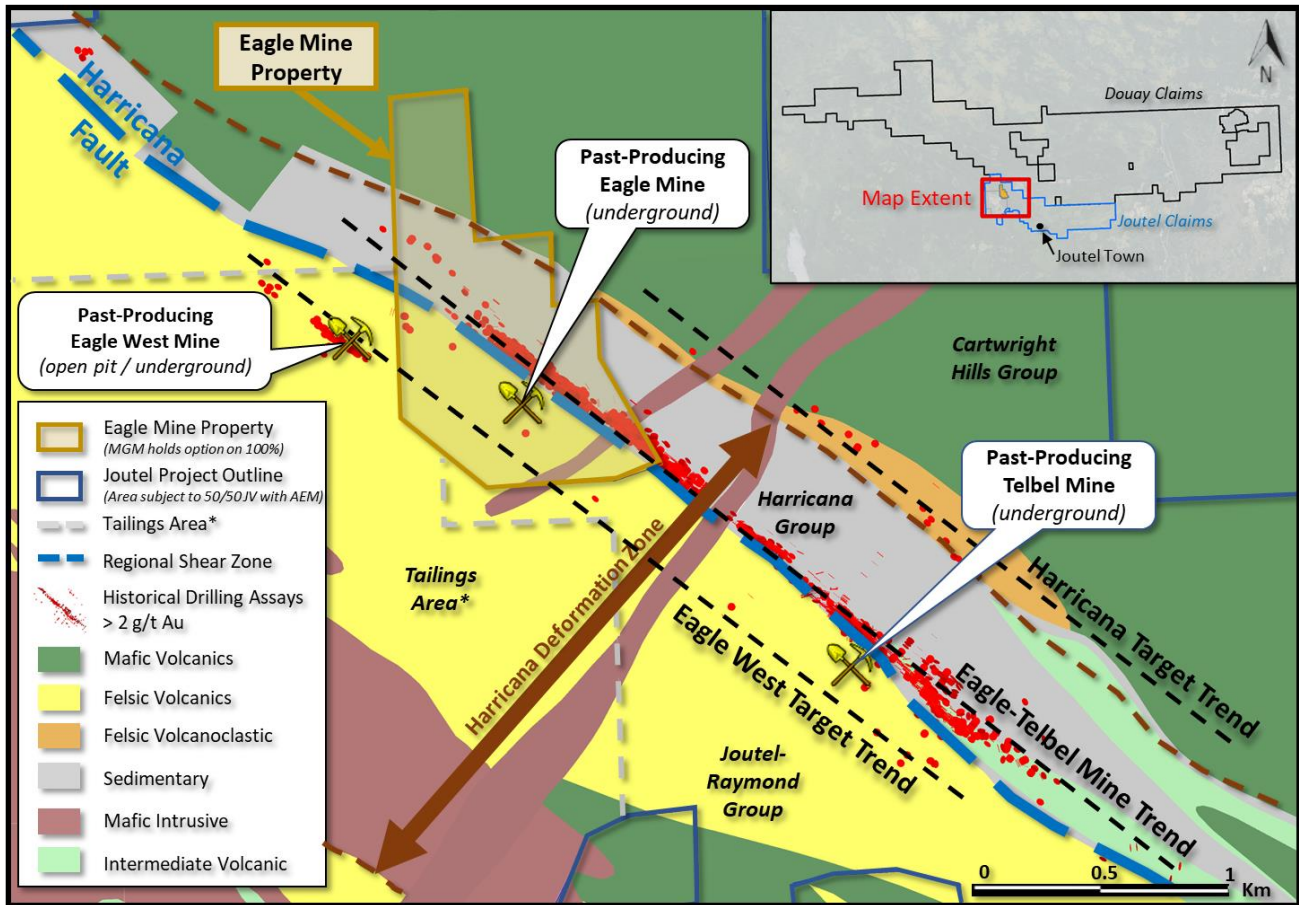 Eagle Mine
Property
Harricana
Fault
Past-Producing
Eagle Mine
(underground)
Douay Claims
N
Map Extent
Joutel Claims
Joutel Town
Past-Producing
Eagle West Mine
(open pit / underground)
Cartwright
Hills Group
Past-Producing
Telbel Mine
(underground)
Harricana
Group
Tailings
Area*
Harricana Deformation Zone
Harricana Target Trend
Eagle-Telbel Mine Trend
Eagle West Target Trend
Joutel-
Raymond
Group
Eagle Mine Property
(MGM holds option on 100%)
Joutel Project Outline
(Area subject to 50/50 JV with AEM)
Tailings Area*
Regional Shear Zone
Historical Drilling Assays
> 2 g/t Au
Mafic Volcanics
Felsic Volcanics
Felsic Volcanoclastic
Sedimentary
Mafic Intrusive
Intermediate Volcanic
0 0.5 1
Km